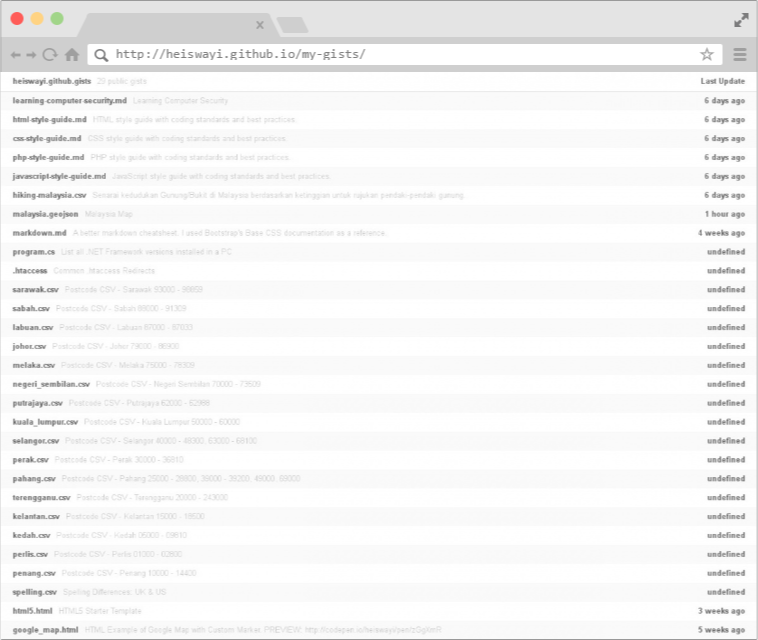 http://heiswayi.github.io/my-gists/
heiswayi.github.gists 29 public gists Last Update
learning-computer-security.md Learning Computer Security 6 days ago
html-style-guide.md HTML style guide with coding standards and best practices. 6 days ago
css-style-guide.md CSS style guide with coding standards and best practices. 6 days ago
php-style-guide.md PHP style guide with coding standards and best practices. 6 days ago
javascript-style-guide.md JavaScript style guide with coding standards and best practices. 6 days ago
hiking-malaysia.csv Senarai kedudukan Gunung/Bukit di Malaysia berdasarkan ketinggian untuk rujukan pendaki-pendaki gunung. 6 days ago
malaysia.geojson Malaysia Map 1 hour ago
markdown.md A better markdown cheatsheet. I used Bootstrap's Base CSS documentation as a reference. 4 weeks ago
program.cs List all .NET Framework versions installed in a PC undefined
.htaccess Common .htaccess Redirects undefined
sarawak.csv Postcode CSV - Sarawak 93000 - undefined
sabah.csv Postcode CSV - Sabah 88000 - 91309 undefined
labuan.csv Postcode CSV - Labuan 87000 - undefined
johor.csv Postcode CSV - Johor 79000 - 86900 undefined
melaka.csv Postcode CSV - Melaka 75000 - 78309 undefined
negeri_sembilan.csv Postcode CSV - Negeri Sembilan 70000 - 73509 undefined
putrajaya.csv Postcode CSV - Putrajaya 62000 - 62988 undefined
kuala_lumpur.csv Postcode CSV - Kuala Lumpur 50000 - 60000 undefined
selangor.csv Postcode CSV - Selangor 40000 - 48300, 63000 - 68100 undefined
perak.csv Postcode CSV - Perak 30000 - 36810 undefined
pahang.csv Postcode CSV - Pahang 25000 - 28800, 39000 - 39200, 49000, 69000 undefined
terengganu.csv Postcode CSV - Terengganu 20000 - 243000 undefined
kelantan.csv Postcode CSV - Kelantan 15000 - 18500 undefined
kedah.csv Postcode CSV - Kedah 05000 - 09810 undefined
perlis.csv Postcode CSV - Perlis 01000 - 02800 undefined
penang.csv Postcode CSV - Penang 10000 - 14400 undefined
spelling.csv Spelling Differences: UK & US undefined
html5.html HTML5 Starter Template 3 weeks ago
google_map.html HTML Example of Google Map with Custom Marker. PREVIEW: 5 weeks ago